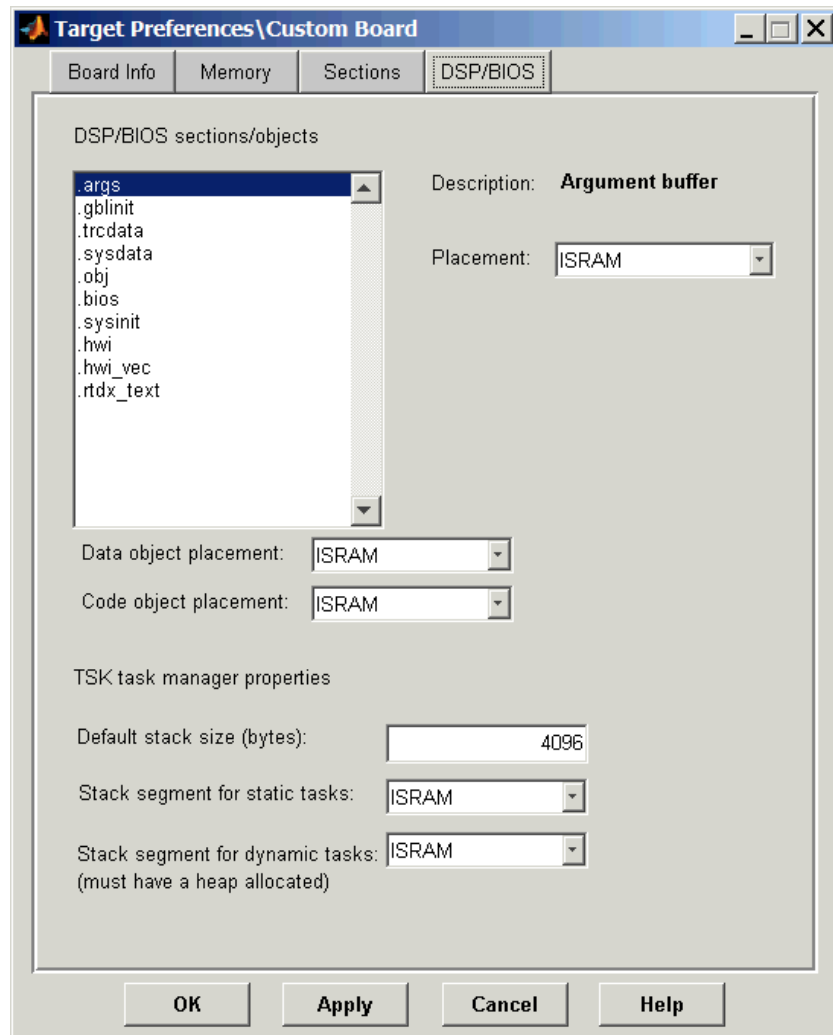 Target Preferences\Custom Board
Board Info Memory Sections DSP/BIOS
DSP/BIOS sections/objects
.args
.gblinit
.trcdata
.sysdata
.obj
.bios
.sysinit
.hwi
.hwi_vec
.rtdx_text
Description: Argument buffer
Placement: ISRAM
Data object placement: ISRAM
Code object placement: ISRAM
TSK task manager properties
Default stack size (bytes): 4096
Stack segment for static tasks: ISRAM
Stack segment for dynamic tasks: ISRAM
(must have a heap allocated)
OK Apply Cancel Help